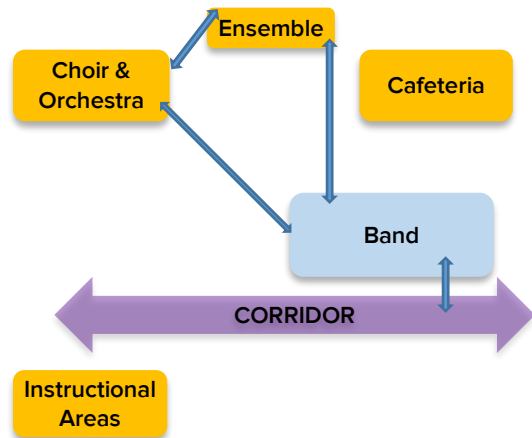 Ensemble
Choir &
Orchestra
Cafeteria
Band
CORRIDOR
Instructional
Areas